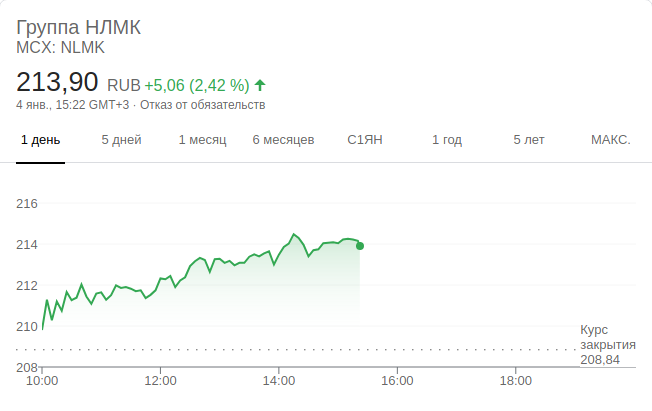 Группа НЛМК
MCX: NLMK
213,90 RUB +5,06 (2,42 %) ↑
4 янв., 15:22 GMT+3 · Отказ от обязательств
1 день 5 дней 1 месяц 6 месяцев С1ЯН 1 год 5 лет МАКС.
216
214
212
210
Курс
закрытия
208,84
208
10:00 12:00 14:00 16:00 18:00